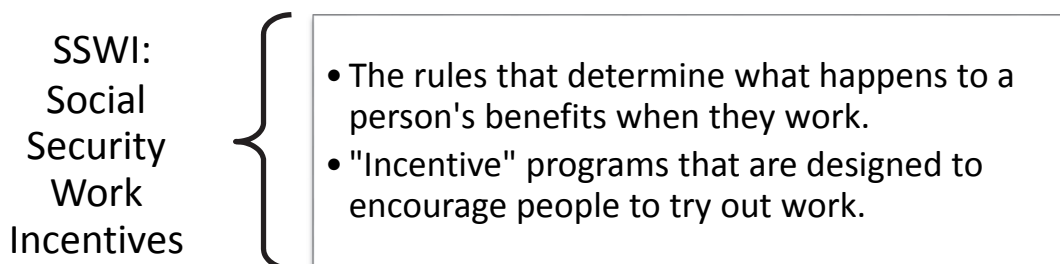 SSWI:
Social
Security
Work
Incentives
• The rules that determine what happens to a
person's benefits when they work.
• "Incentive" programs that are designed to
encourage people to try out work.